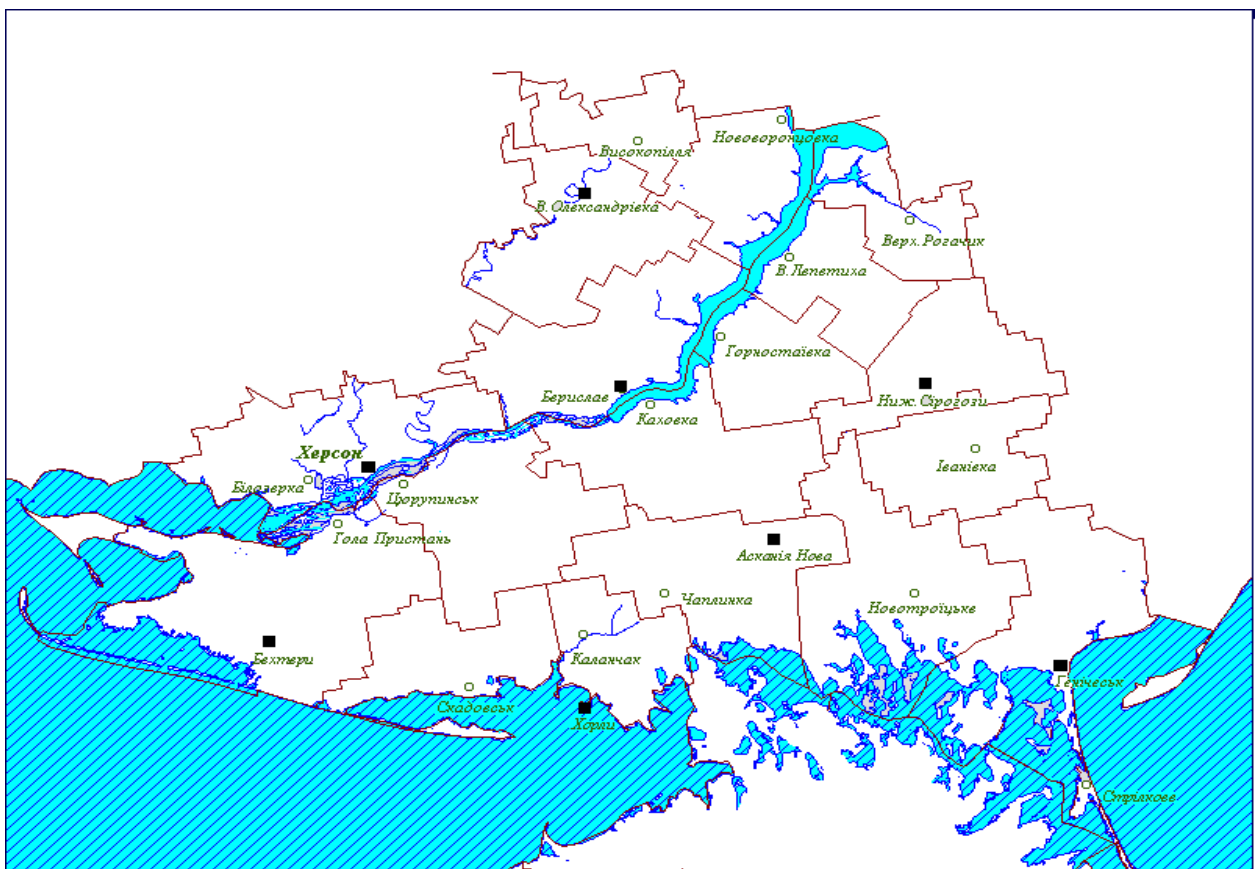 Нововоронцовка
Високопілля
В. Олександрівка
Верх. Рогачик
В. Лепетиха
Горностаївка
Берислав
Каховка
Ниж. Сірогози
Херсон
Іванівка
Білазерка
Цюрупинськ
Гола Пристань
Асканія Нова
Чаплинка
Новотроїцьке
Каланчак
Бехтери
Генічеськ
Скадовськ
Хорли
Стрілкове